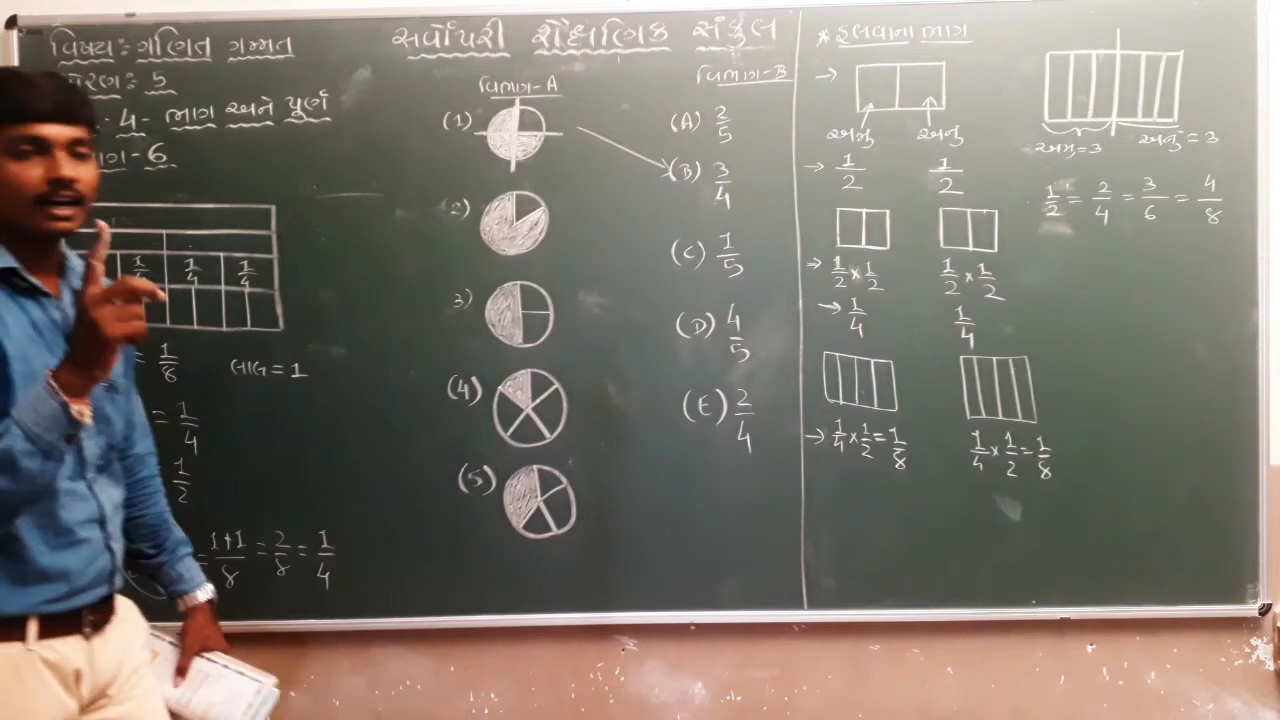 સર્વોપરી શૈક્ષણિક સંકુલ
વિષય: ગણિત ગમ્મત
ધોરણ: 5
- 4 - ભાગ અને પૂર્ણ
ભાગ - 6
1/4 1/4 1/4
= 1/8 લાલ = 1
= 1/4
= 1/2
= 1+1/8 = 2/8 = 1/4
વિભાગ - A
(1)
(2)
3)
(4)
(5)
વિભાગ - B
(A) 2/5
(B) 3/4
(C) 1/5
(D) 4/5
(E) 2/4
* હલવાના ભાગ
→
અમુ અનુ
→ 1/2 1/2
→ 1/2 × 1/2 1/2 × 1/2
→ 1/4 1/4
→ 1/4 × 1/2 = 1/8 1/4 × 1/2 = 1/8
અમુ = 3 અનુ = 3
1/2 = 2/4 = 3/6 = 4/8